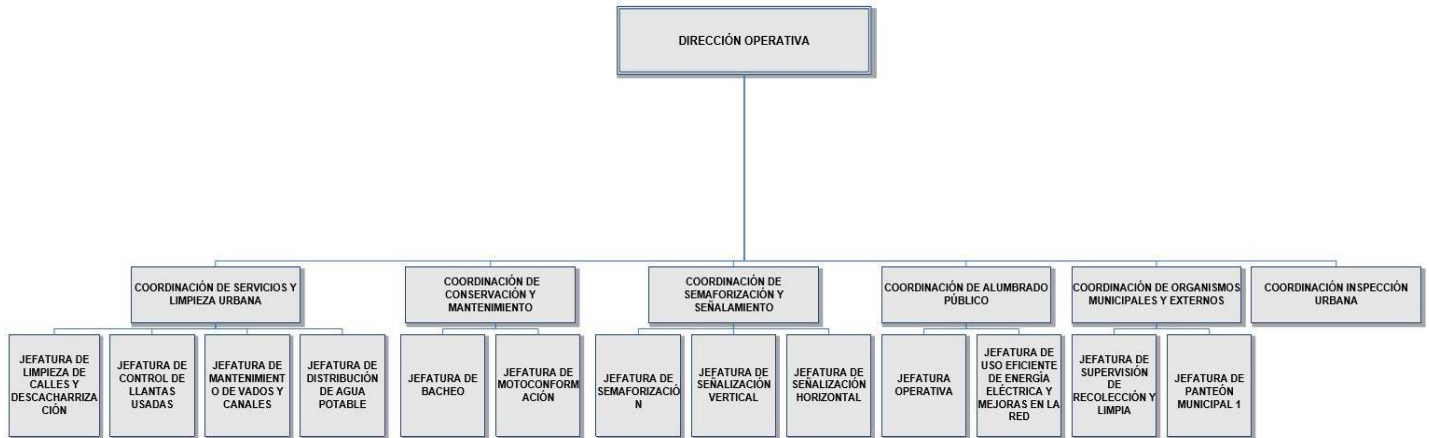 DIRECCIÓN OPERATIVA
COORDINACIÓN DE SERVICIOS Y
LIMPIEZA URBANA
COORDINACIÓN DE
CONSERVACIÓN Y
MANTENIMIENTO
COORDINACIÓN DE
SEMAFORIZACIÓN Y
SEÑALAMIENTO
COORDINACIÓN DE ALUMBRADO
PÚBLICO
COORDINACIÓN DE ORGANISMOS
MUNICIPALES Y EXTERNOS
COORDINACIÓN INSPECCIÓN
URBANA
JEFATURA DE
LIMPIEZA DE
CALLES Y
DESCACHARRIZA
CIÓN
JEFATURA DE
CONTROL DE
LLANTAS
USADAS
JEFATURA DE
MANTENIMIENT
O DE VADOS Y
CANALES
JEFATURA DE
DISTRIBUCIÓN
DE AGUA
POTABLE
JEFATURA DE
BACHEO
JEFATURA DE
MOTOCONFORM
ACIÓN
JEFATURA DE
SEMAFORIZACIÓ
N
JEFATURA DE
SEÑALIZACIÓN
VERTICAL
JEFATURA DE
SEÑALIZACIÓN
HORIZONTAL
JEFATURA
OPERATIVA
JEFATURA DE
USO EFICIENTE
DE ENERGÍA
ELÉCTRICA Y
MEJORAS EN LA
RED
JEFATURA DE
SUPERVISIÓN
DE
RECOLECCIÓN Y
LIMPIA
JEFATURA DE
PANTEÓN
MUNICIPAL 1